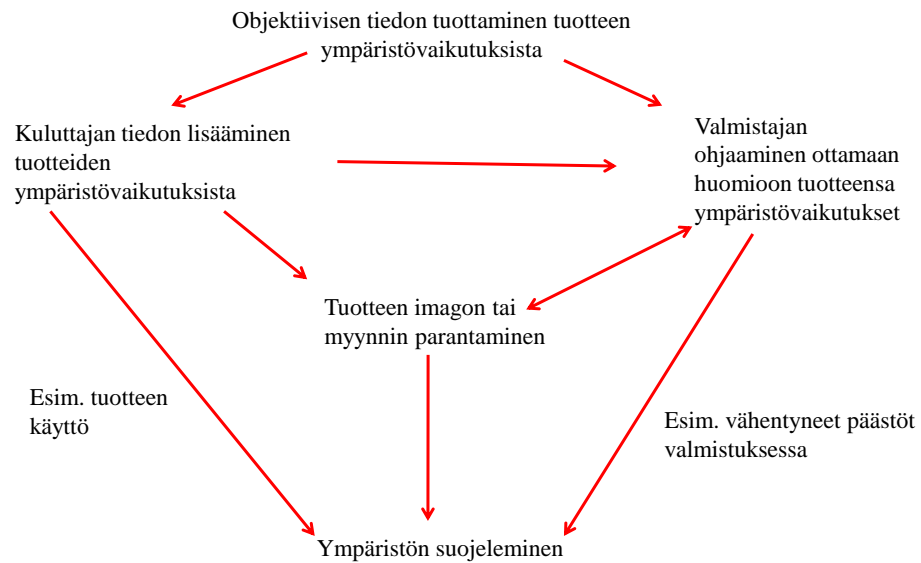 Objektiivisen tiedon tuottaminen tuotteen
ympäristövaikutuksista
Kuluttajan tiedon lisääminen
tuotteiden
ympäristövaikutuksista
Valmistajan
ohjaaminen ottamaan
huomioon tuotteensa
ympäristövaikutukset
Tuotteen imagon tai
myynnin parantaminen
Esim. tuotteen
käyttö
Esim. vähentyneet päästöt
valmistuksessa
Ympäristön suojeleminen